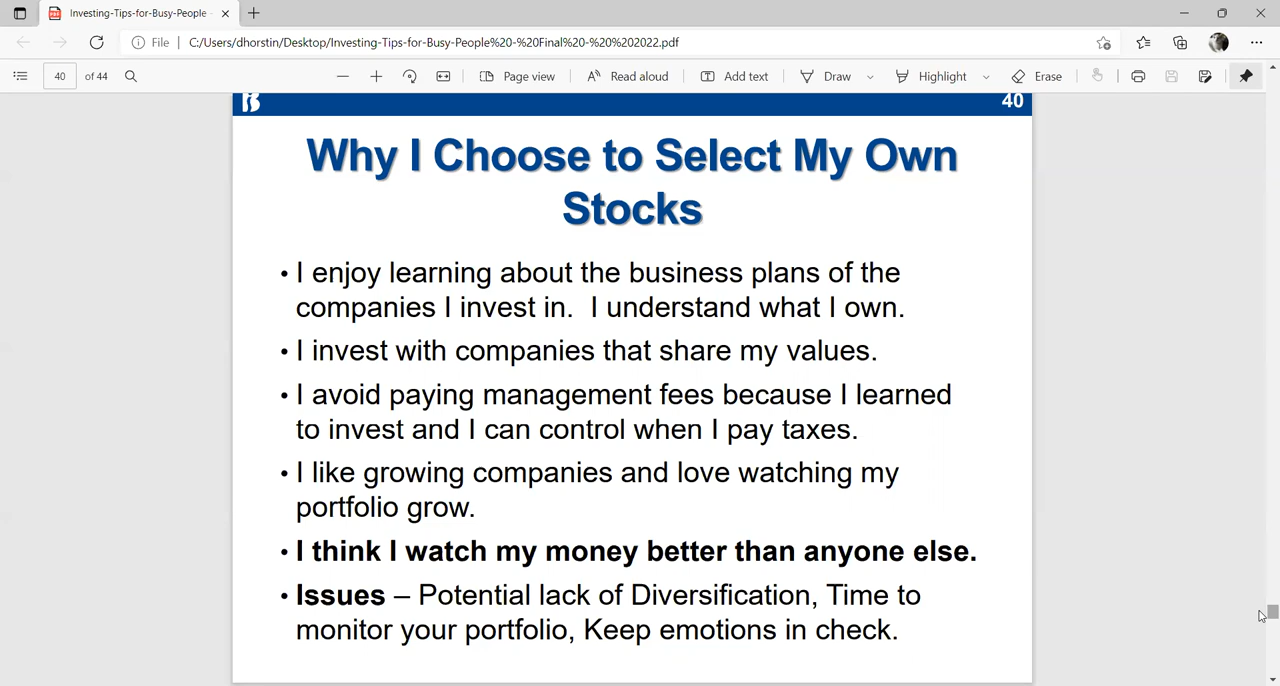 Investing-Tips-for-Busy-People
File
C:/Users/dhorstin/Desktop/Investing-Tips-for-Busy-People%20-%20Final%20-%20%202022.pdf
40 of 44
Page view
Read aloud
Add text
Draw
Highlight
Erase
40
Why I Choose to Select My Own
Stocks
• I enjoy learning about the business plans of the
companies I invest in.  I understand what I own.
• I invest with companies that share my values.
• I avoid paying management fees because I learned
to invest and I can control when I pay taxes.
• I like growing companies and love watching my
portfolio grow.
• I think I watch my money better than anyone else.
• Issues – Potential lack of Diversification, Time to
monitor your portfolio, Keep emotions in check.